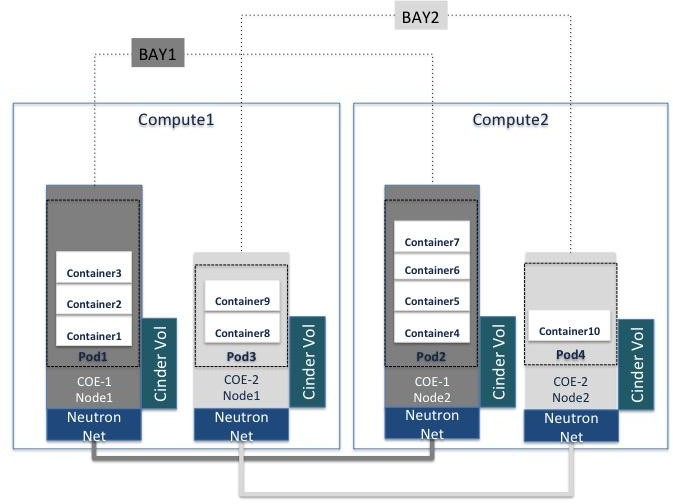 BAY2
BAY1
Compute1
Compute2
Container3
Container2
Container1
Pod1
COE-1
Node1
Neutron
Net
Cinder Vol
Container9
Container8
Pod3
COE-2
Node1
Neutron
Net
Cinder Vol
Container7
Container6
Container5
Container4
Pod2
COE-1
Node2
Neutron
Net
Cinder Vol
Container10
Pod4
COE-2
Node2
Neutron
Net
Cinder Vol